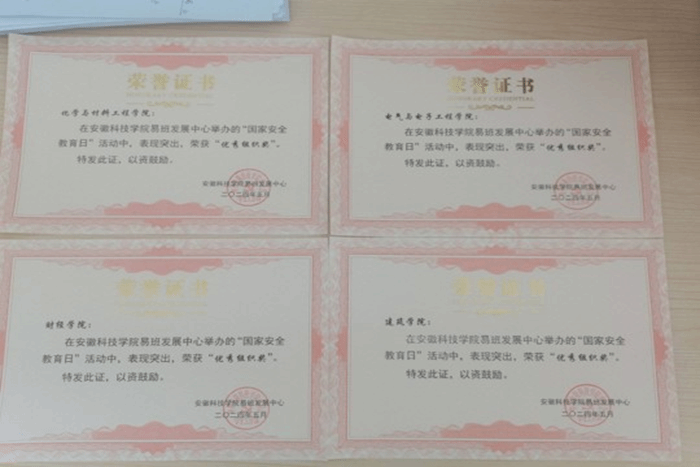 荣誉证书
HONORARY CREDENTIAL
化学与材料工程学院：
在安徽科技学院易班发展中心举办的“国家安全
教育日”活动中，表现突出，荣获“优秀组织奖”。
特发此证，以资鼓励。
安徽科技学院易班发展中心
二〇二四年五月
荣誉证书
HONORARY CREDENTIAL
电气与电子工程学院：
在安徽科技学院易班发展中心举办的“国家安全
教育日”活动中，表现突出，荣获“优秀组织奖”。
特发此证，以资鼓励。
安徽科技学院易班发展中心
二〇二四年五月
荣誉证书
财经学院：
在安徽科技学院易班发展中心举办的“国家安全
教育日”活动中，表现突出，荣获“优秀组织奖”。
特发此证，以资鼓励。
安徽科技学院易班发展中心
二〇二四年五月
荣誉证书
建筑学院：
在安徽科技学院易班发展中心举办的“国家安全
教育日”活动中，表现突出，荣获“优秀组织奖”。
特发此证，以资鼓励。
安徽科技学院易班发展中心
二〇二四年五月